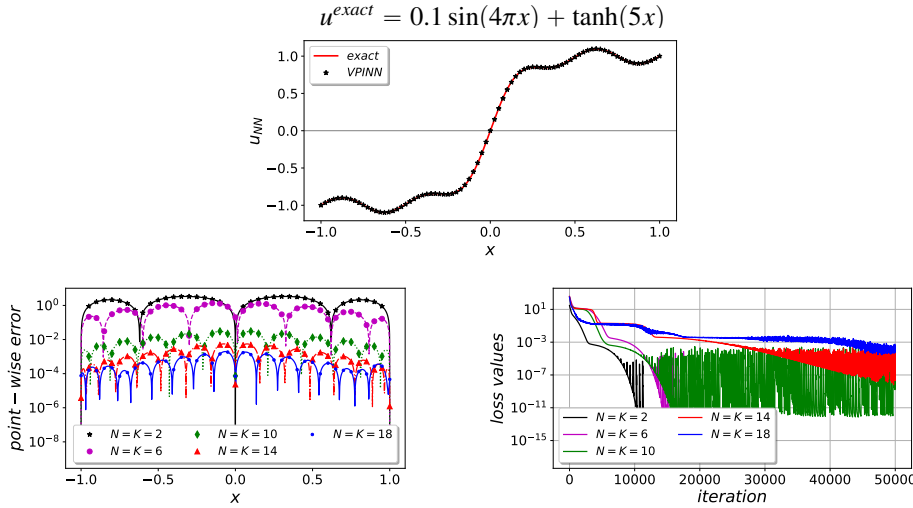 u^{exact} = 0.1 sin(4πx) + tanh(5x)
exact
VPINN
u_{NN}
1.0
0.5
0.0
−0.5
−1.0
−1.0 −0.5 0.0 0.5 1.0
x
point − wise error
10^0
10^{−2}
10^{−4}
10^{−6}
10^{−8}
N = K = 2
N = K = 6
N = K = 10
N = K = 14
N = K = 18
−1.0 −0.5 0.0 0.5 1.0
x
loss values
10^1
10^{−3}
10^{−7}
10^{−11}
10^{−15}
N = K = 2
N = K = 6
N = K = 10
N = K = 14
N = K = 18
0 10000 20000 30000 40000 50000
iteration